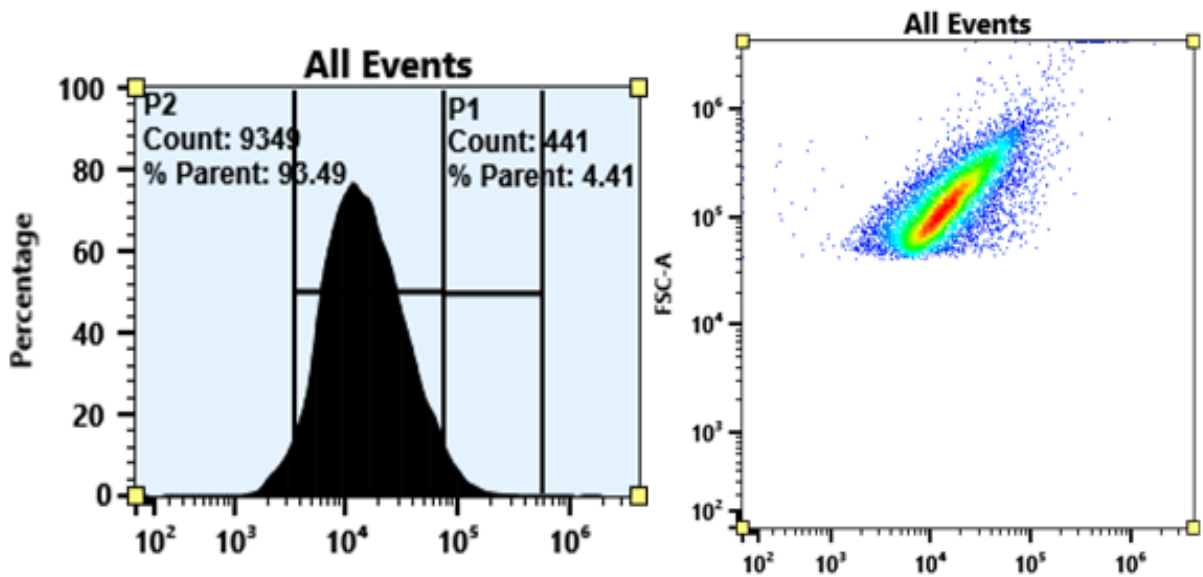 All Events
P2
Count: 9349
% Parent: 93.49
P1
Count: 441
% Parent: 4.41
Percentage
100
80
60
40
20
0
10² 10³ 10⁴ 10⁵ 10⁶
All Events
FSC-A
10⁶
10⁵
10⁴
10³
10²
10² 10³ 10⁴ 10⁵ 10⁶